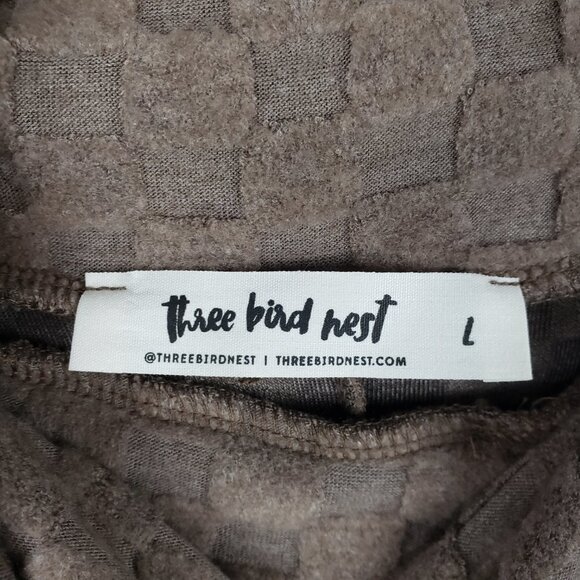 three bird nest
L
@THREEBIRDNEST | THREEBIRDNEST.COM